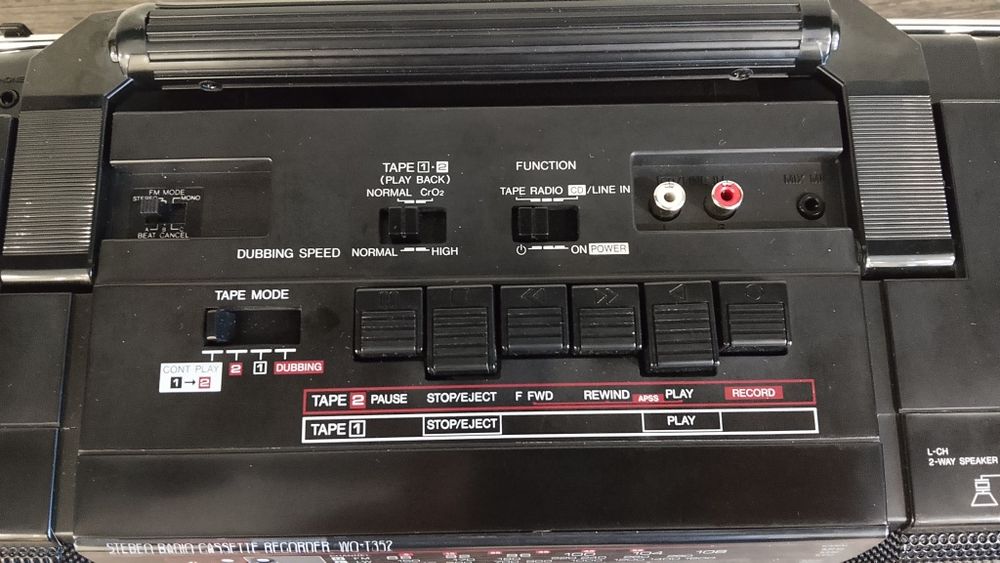 FM MODE
STEREO MONO
A B C
BEAT CANCEL
TAPE 1·2
(PLAY BACK)
NORMAL CrO2
FUNCTION
TAPE RADIO CD/LINE IN
DUBBING SPEED NORMAL HIGH
ON POWER
TAPE MODE
CONT PLAY
1→2
2
1
DUBBING
TAPE 2 PAUSE STOP/EJECT F FWD REWIND APSS PLAY RECORD
TAPE 1 STOP/EJECT PLAY
L-CH
2-WAY SPEAKER
STEREO RADIO CASSETTE RECORDER WQ-T352